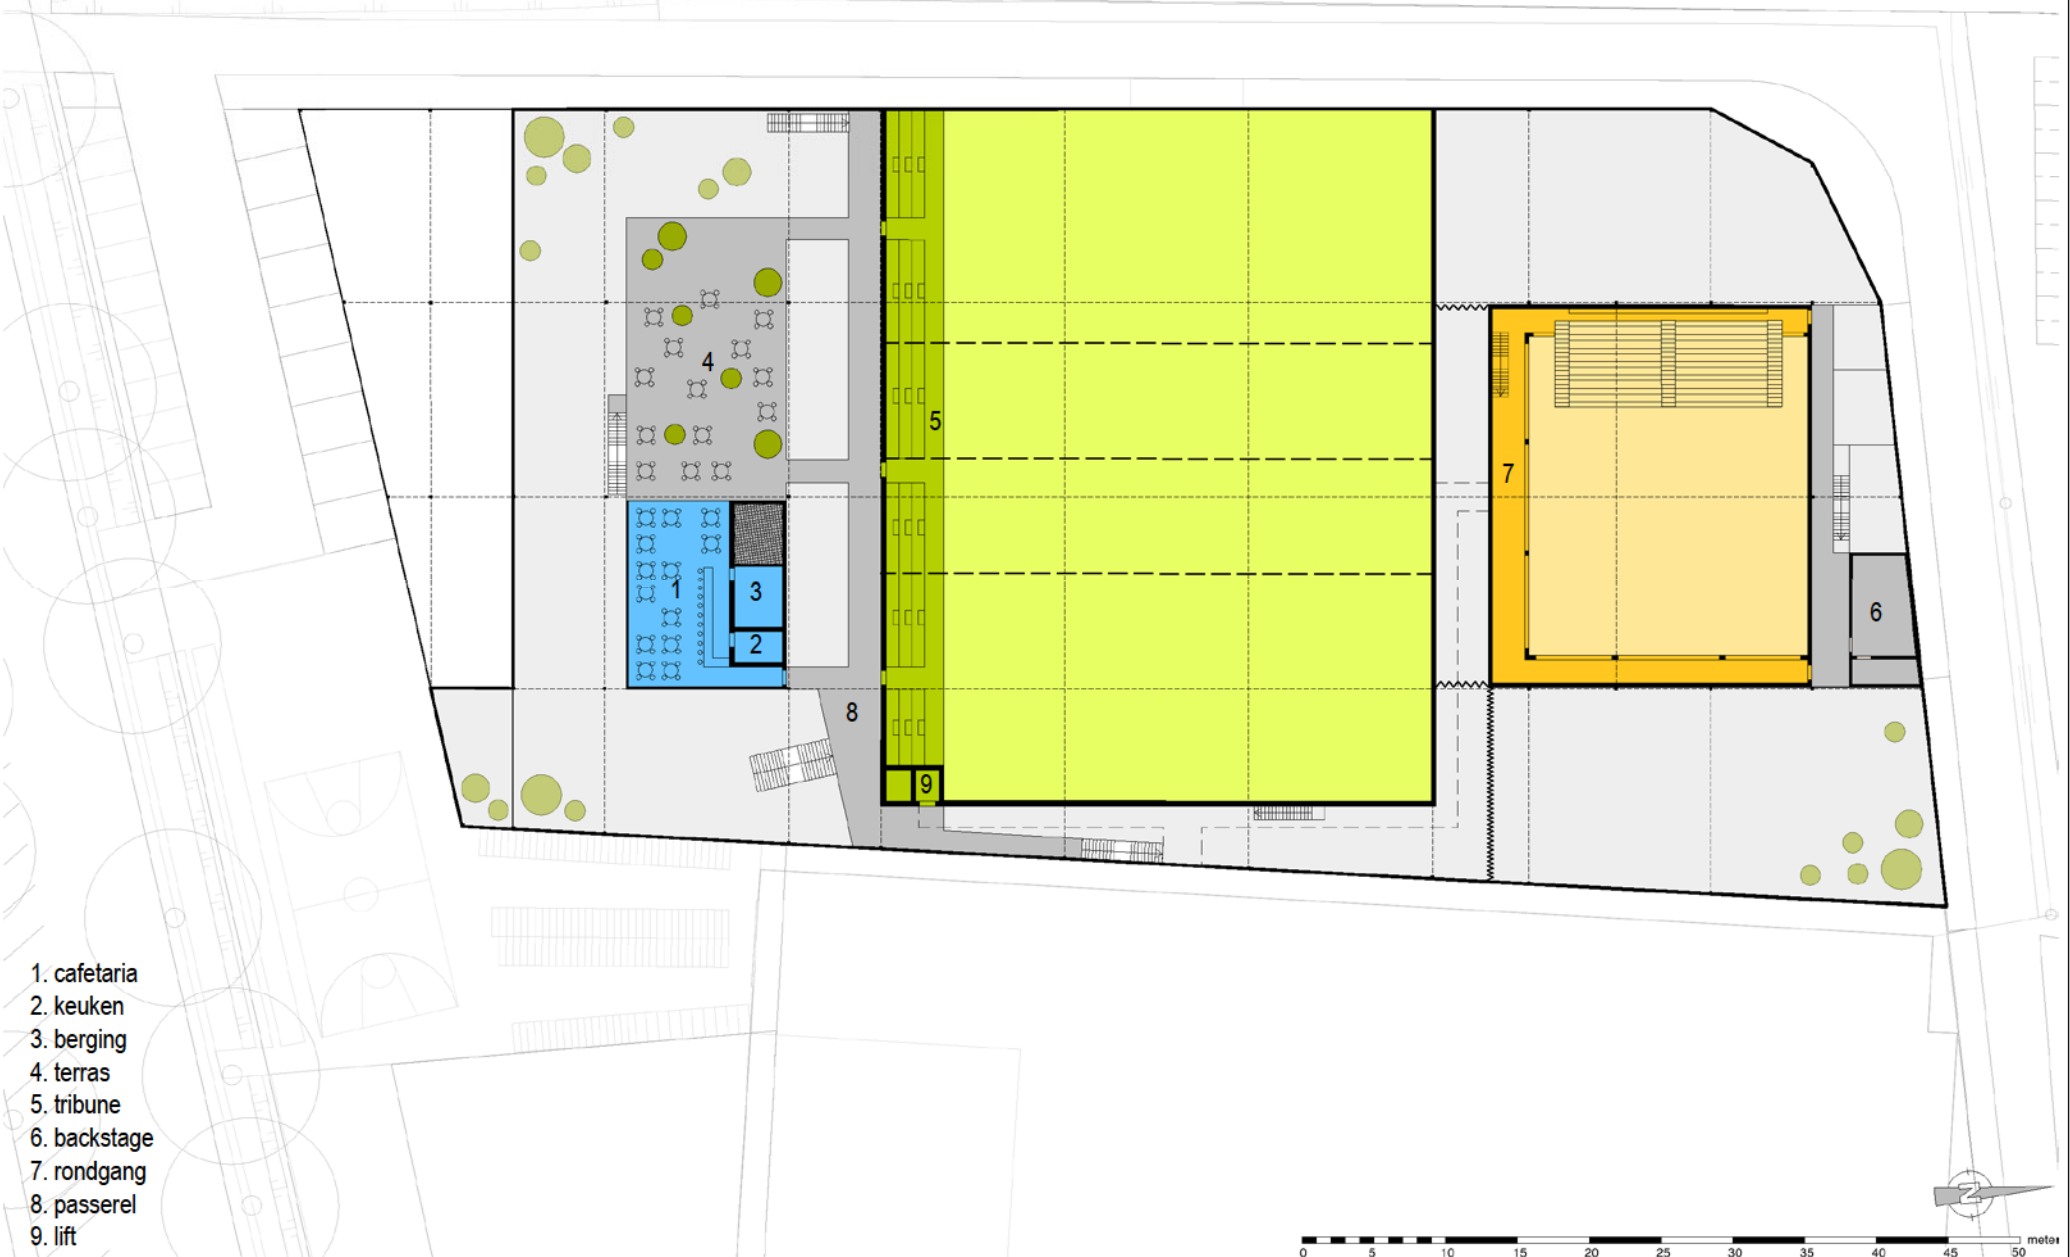 4
5
7
1
3
2
6
8
9
1. cafetaria
2. keuken
3. berging
4. terras
5. tribune
6. backstage
7. rondgang
8. passerel
9. lift
N
0 5 10 15 20 25 30 35 40 45 50 meter